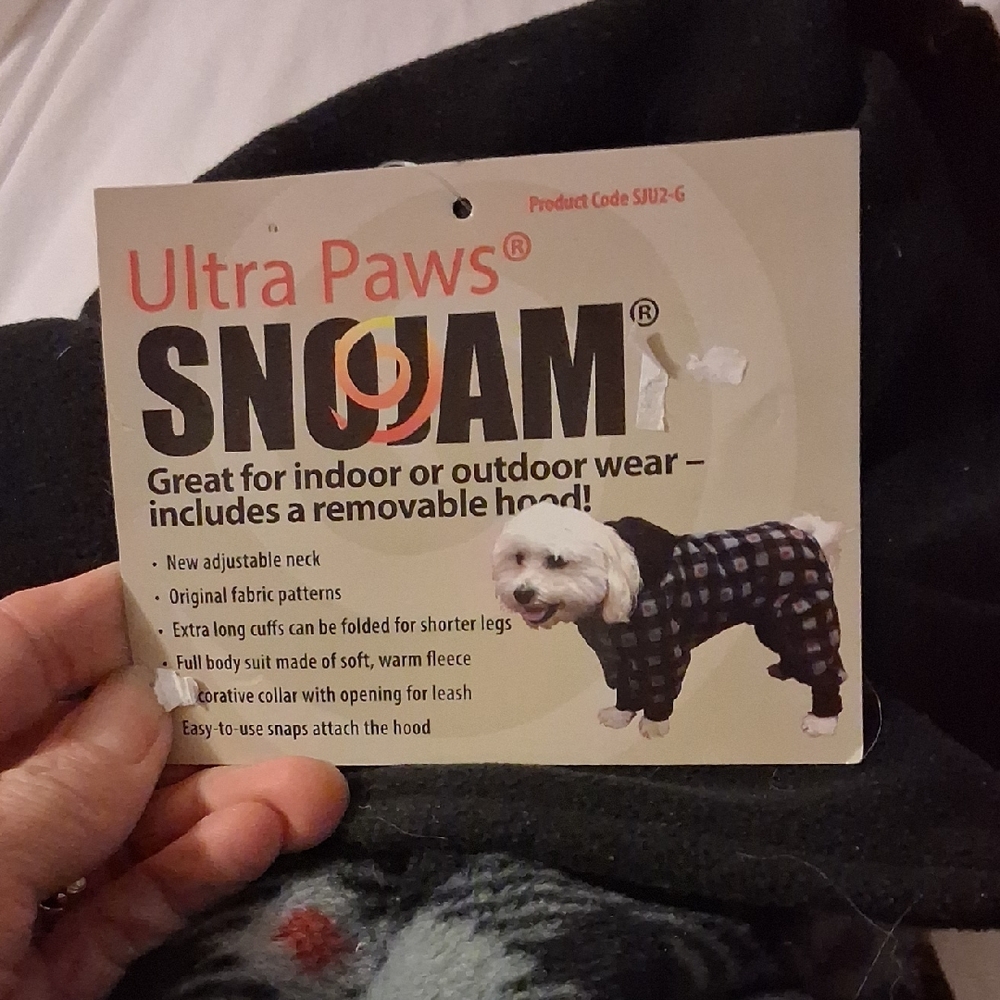 Product Code SJU2-G
Ultra Paws®
SNOJAM®
Great for indoor or outdoor wear –
includes a removable hood!
• New adjustable neck
• Original fabric patterns
• Extra long cuffs can be folded for shorter legs
• Full body suit made of soft, warm fleece
corative collar with opening for leash
Easy-to-use snaps attach the hood